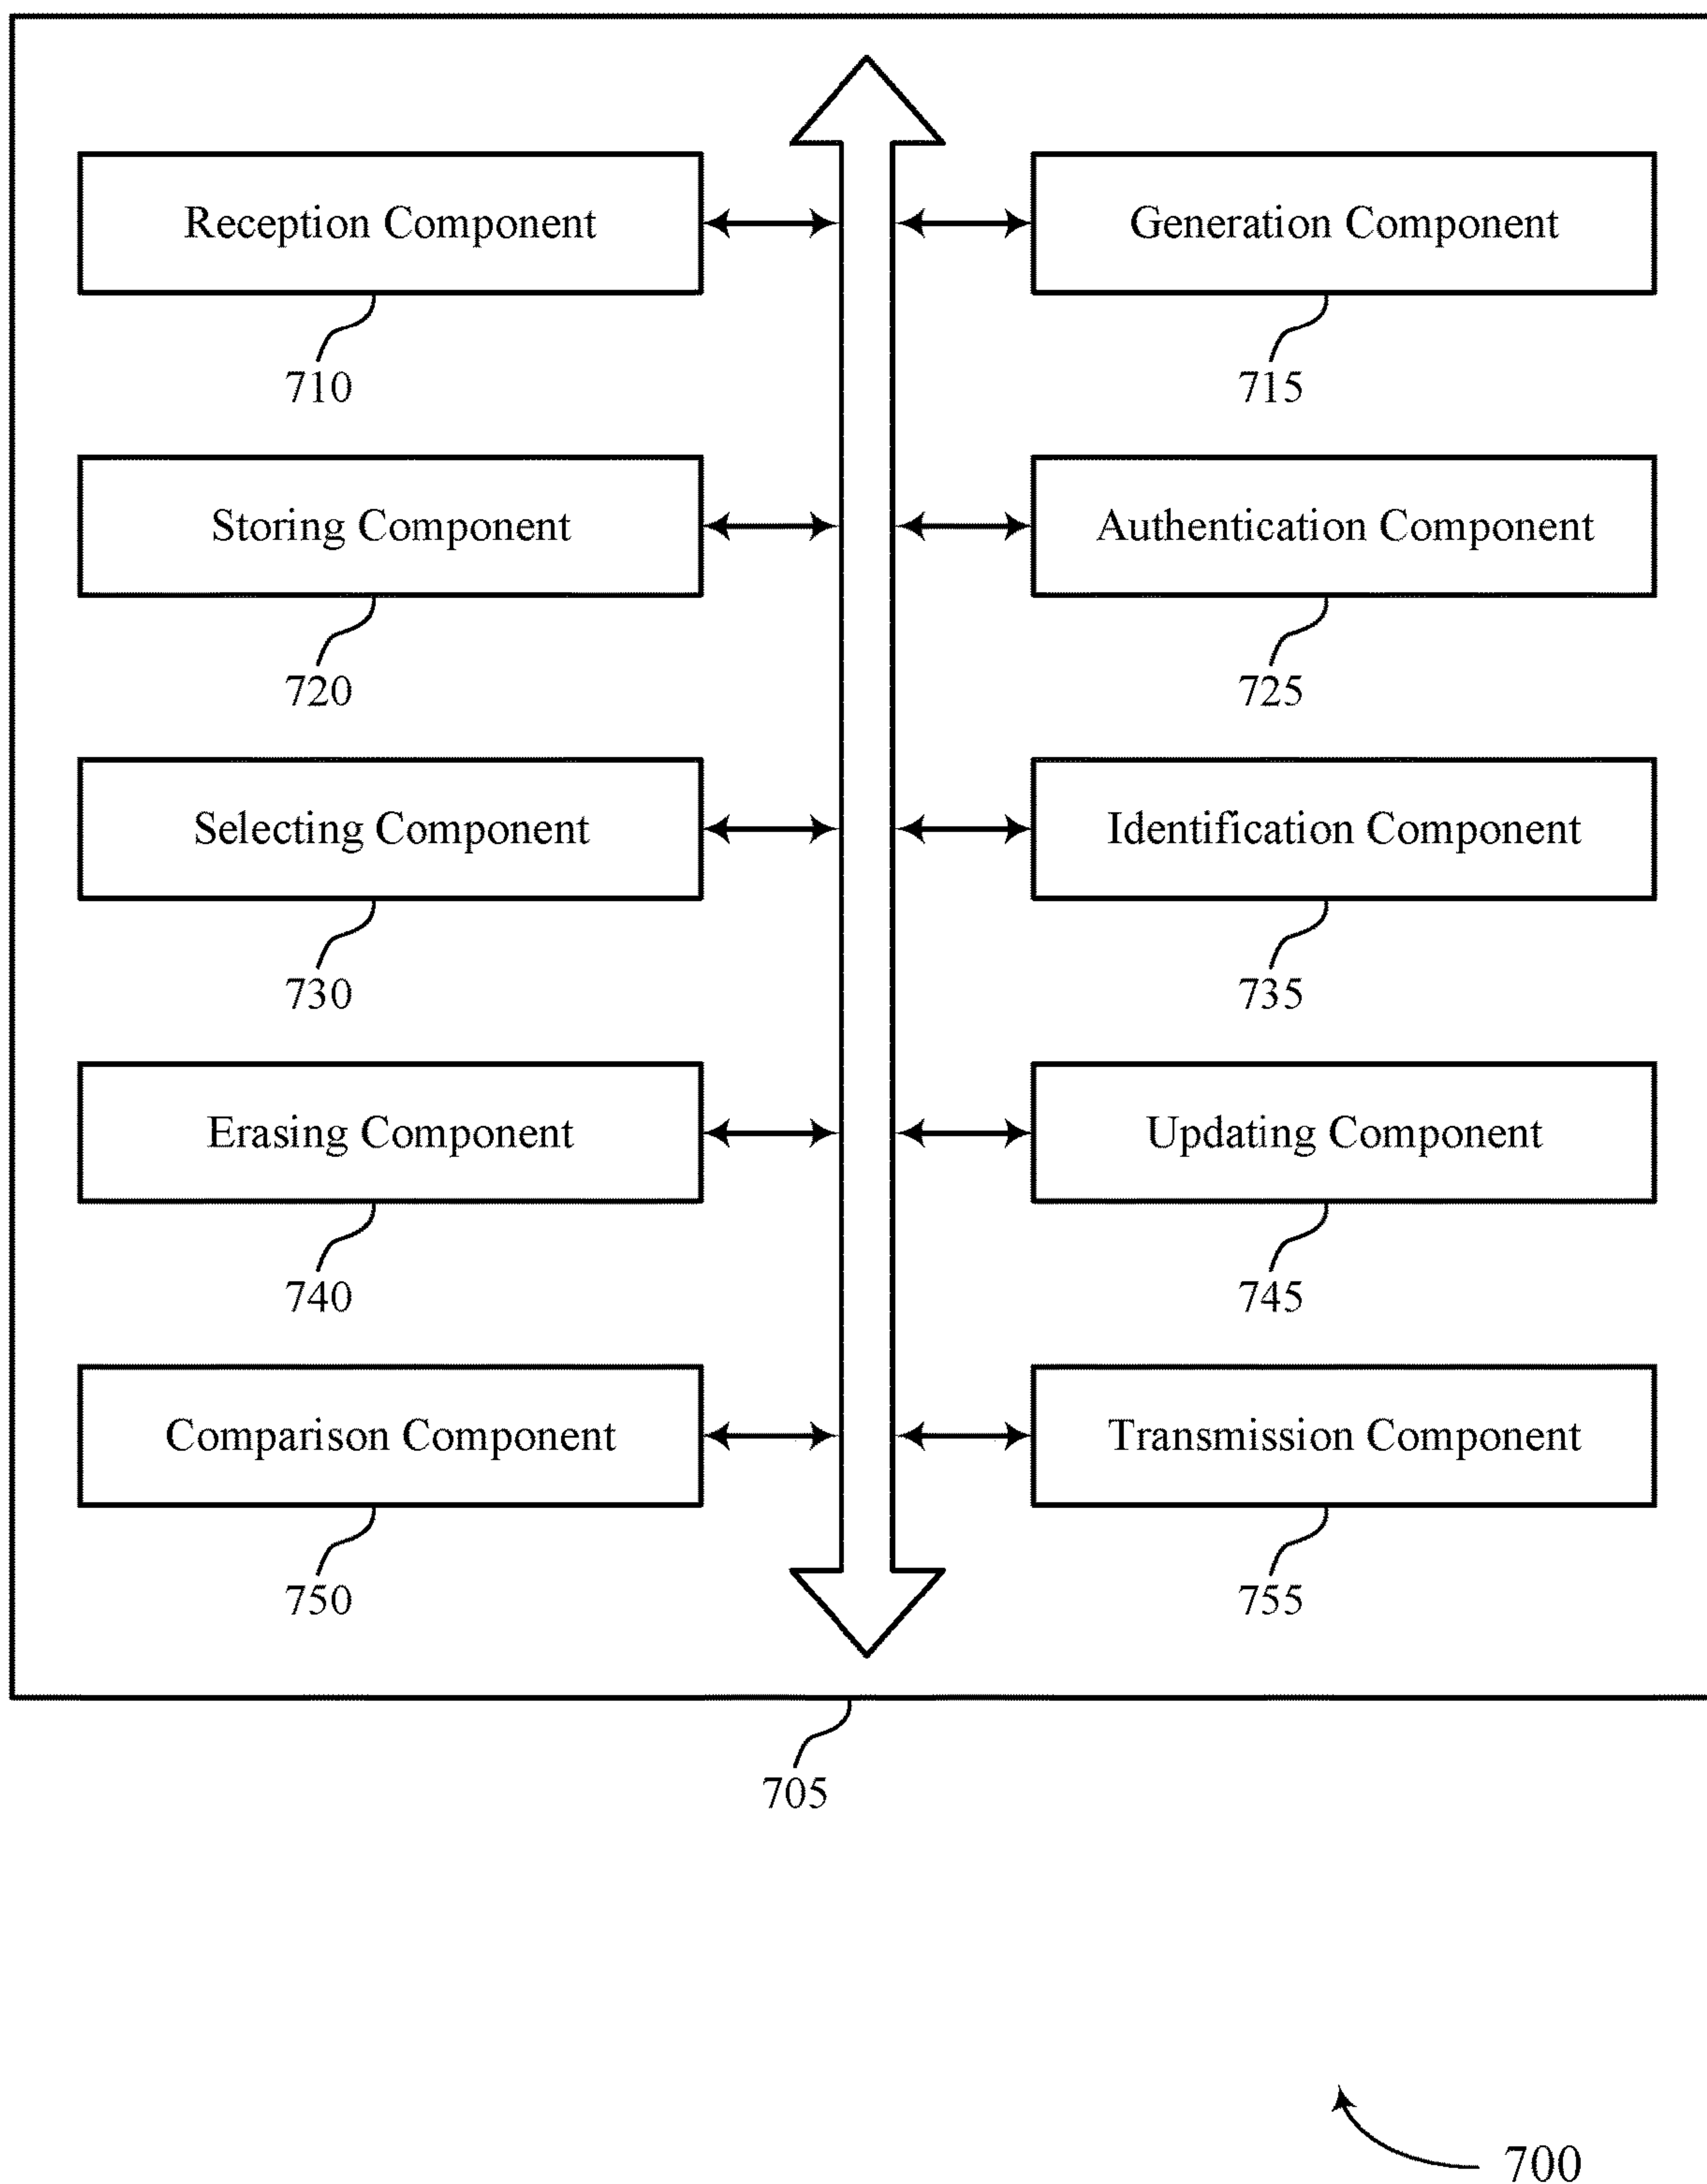 Reception Component
Generation Component
710
715
Storing Component
Authentication Component
720
725
Selecting Component
Identification Component
730
735
Erasing Component
Updating Component
740
745
Comparison Component
Transmission Component
750
755
705
700